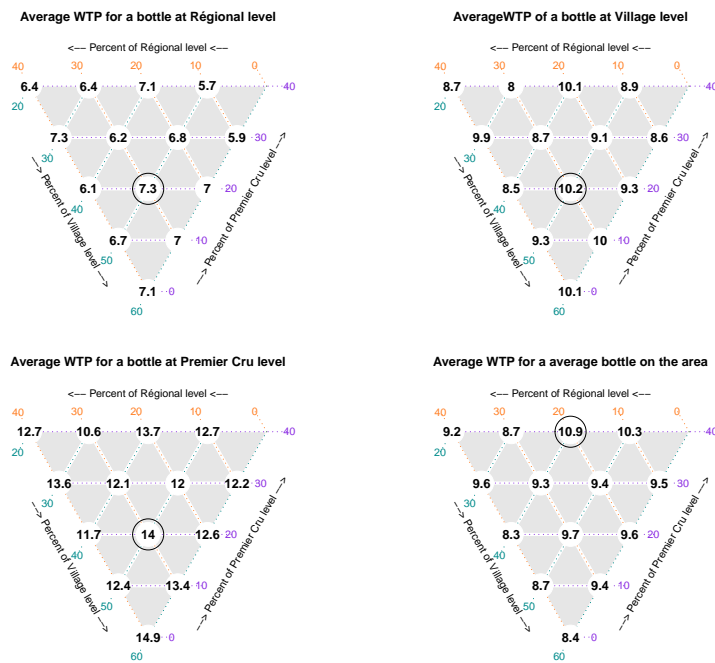 Average WTP for a bottle at Régional level
<−− Percent of Régional level <−−
40 30 20 10 0
6.4 6.4 7.1 5.7 40
20
7.3 6.2 6.8 5.9 30
30
6.1 7.3 7 20
40
6.7 7 10
50
7.1 0
60
−−> Percent of Village level −−>
−−> Percent of Premier Cru level −−>
AverageWTP of a bottle at Village level
<−− Percent of Régional level <−−
40 30 20 10 0
8.7 8 10.1 8.9 40
20
9.9 8.7 9.1 8.6 30
30
8.5 10.2 9.3 20
40
9.3 10 10
50
10.1 0
60
−−> Percent of Village level −−>
−−> Percent of Premier Cru level −−>
Average WTP for a bottle at Premier Cru level
<−− Percent of Régional level <−−
40 30 20 10 0
12.7 10.6 13.7 12.7 40
20
13.6 12.1 12 12.2 30
30
11.7 14 12.6 20
40
12.4 13.4 10
50
14.9 0
60
−−> Percent of Village level −−>
−−> Percent of Premier Cru level −−>
Average WTP for a average bottle on the area
<−− Percent of Régional level <−−
40 30 20 10 0
9.2 8.7 10.9 10.3 40
20
9.6 9.3 9.4 9.5 30
30
8.3 9.7 9.6 20
40
8.7 9.4 10
50
8.4 0
60
−−> Percent of Village level −−>
−−> Percent of Premier Cru level −−>